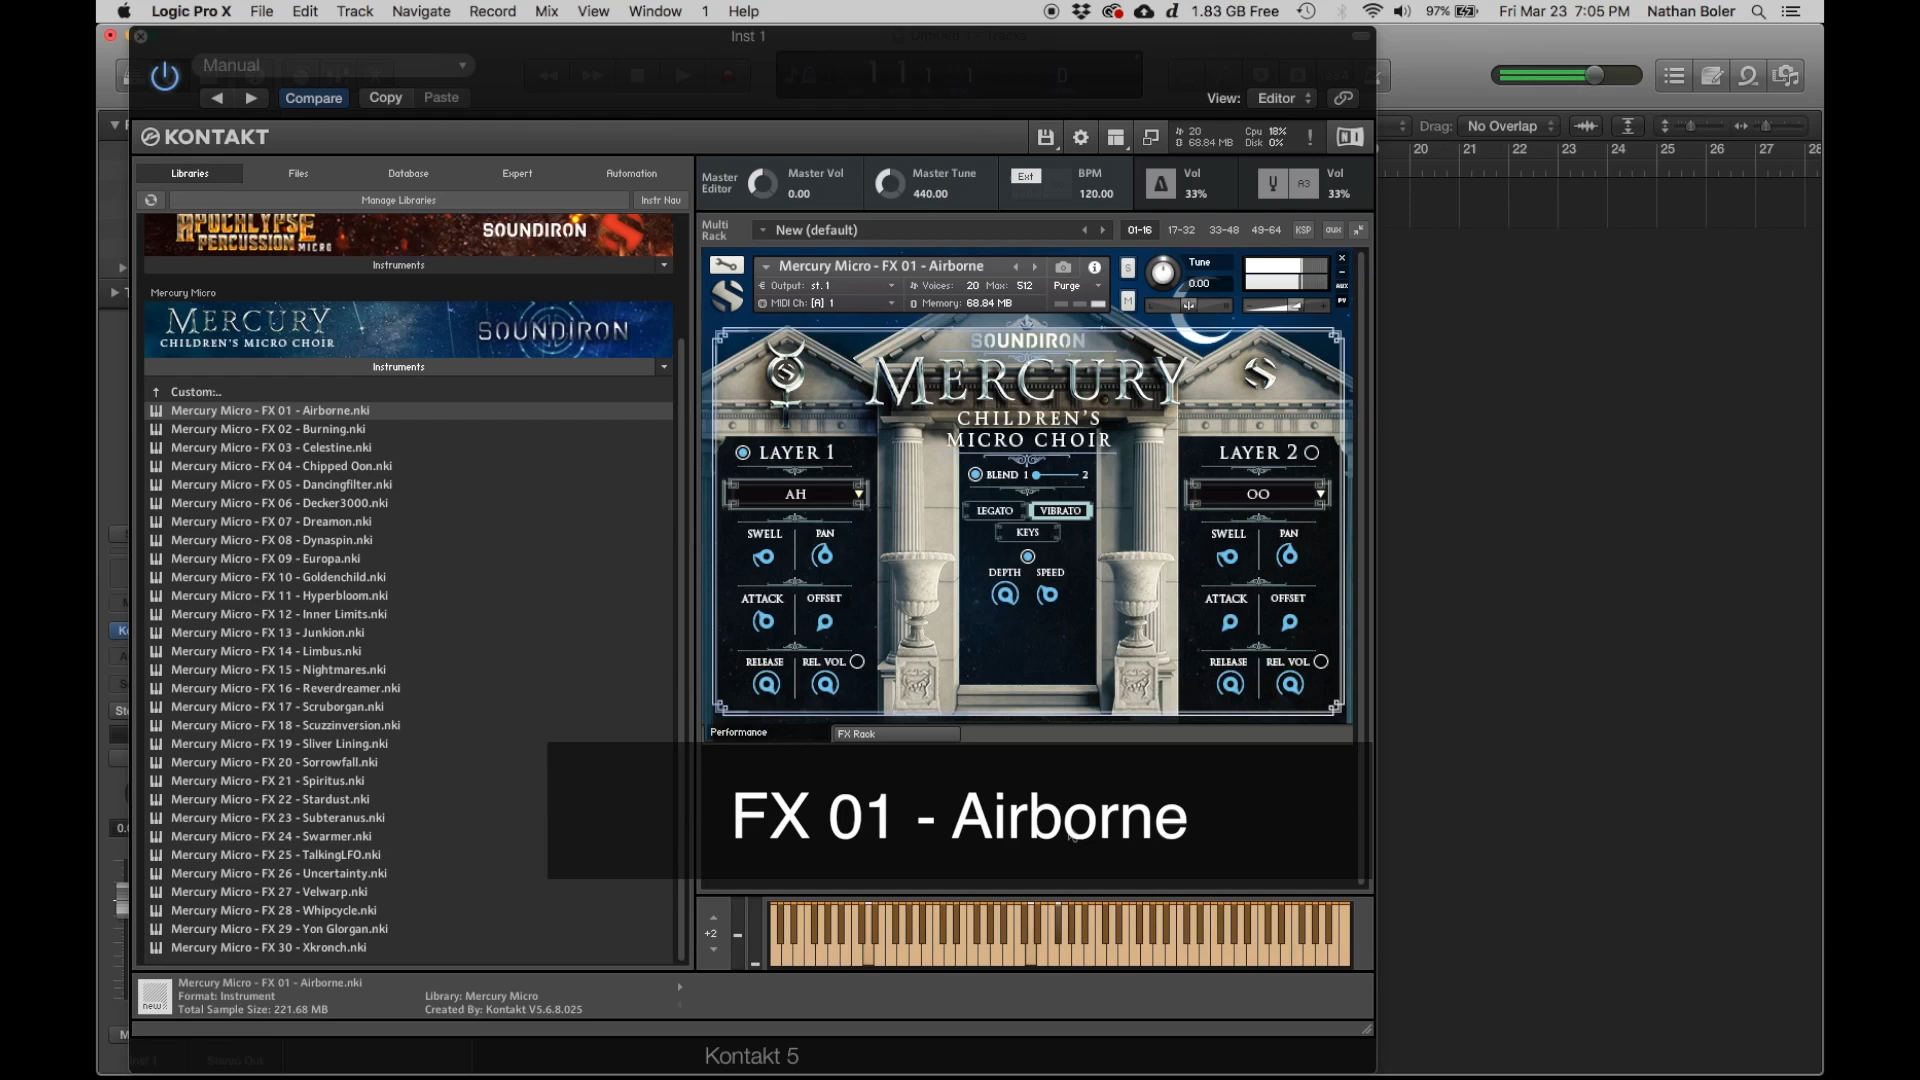 Logic Pro X File Edit Track Navigate Record Mix View Window 1 Help
d 1.83 GB Free 97% Fri Mar 23 7:05 PM Nathan Boler
Inst 1
Manual
Compare Copy Paste
View: Editor
Drag: No Overlap
20 21 22 23 24 25 26 27 28
KONTAKT
20
68.84 MB
Cpu 18%
Disk 0%
Libraries Files Database Expert Automation
Manage Libraries Instr Nav
Master Editor
Master Vol
0.00
Master Tune
440.00
Ext
BPM
120.00
Vol
33%
A3
Vol
33%
Multi Rack
New (default)
01-16 17-32 33-48 49-64 KSP AUX
APOCALYPSE
PERCUSSION MICRO
SOUNDIRON
Instruments
Mercury Micro
MERCURY
CHILDREN'S MICRO CHOIR
SOUNDIRON
Instruments
Custom:..
Mercury Micro - FX 01 - Airborne.nki
Mercury Micro - FX 02 - Burning.nki
Mercury Micro - FX 03 - Celestine.nki
Mercury Micro - FX 04 - Chipped Oon.nki
Mercury Micro - FX 05 - Dancingfilter.nki
Mercury Micro - FX 06 - Decker3000.nki
Mercury Micro - FX 07 - Dreamon.nki
Mercury Micro - FX 08 - Dynaspin.nki
Mercury Micro - FX 09 - Europa.nki
Mercury Micro - FX 10 - Goldenchild.nki
Mercury Micro - FX 11 - Hyperbloom.nki
Mercury Micro - FX 12 - Inner Limits.nki
Mercury Micro - FX 13 - Junkion.nki
Mercury Micro - FX 14 - Limbus.nki
Mercury Micro - FX 15 - Nightmares.nki
Mercury Micro - FX 16 - Reverdreamer.nki
Mercury Micro - FX 17 - Scruborgan.nki
Mercury Micro - FX 18 - Scuzzinversion.nki
Mercury Micro - FX 19 - Sliver Lining.nki
Mercury Micro - FX 20 - Sorrowfall.nki
Mercury Micro - FX 21 - Spiritus.nki
Mercury Micro - FX 22 - Stardust.nki
Mercury Micro - FX 23 - Subteranus.nki
Mercury Micro - FX 24 - Swarmer.nki
Mercury Micro - FX 25 - TalkingLFO.nki
Mercury Micro - FX 26 - Uncertainty.nki
Mercury Micro - FX 27 - Velwarp.nki
Mercury Micro - FX 28 - Whipcycle.nki
Mercury Micro - FX 29 - Yon Glorgan.nki
Mercury Micro - FX 30 - Xkronch.nki
Mercury Micro - FX 01 - Airborne
Output: st. 1 Voices: 20 Max: 512 Purge
MIDI Ch: [A] 1 Memory: 68.84 MB
S
M
Tune
0.00
AUX
PV
SOUNDIRON
MERCURY
CHILDREN'S
MICRO CHOIR
LAYER 1
AH
SWELL PAN
ATTACK OFFSET
RELEASE REL. VOL
BLEND 1 2
LEGATO VIBRATO
KEYS
DEPTH SPEED
LAYER 2
OO
SWELL PAN
ATTACK OFFSET
RELEASE REL. VOL
Performance FX Rack
FX 01 - Airborne
+2
new
Mercury Micro - FX 01 - Airborne.nki
Format: Instrument
Total Sample Size: 221.68 MB
Library: Mercury Micro
Created By: Kontakt V5.6.8.025
Kontakt 5